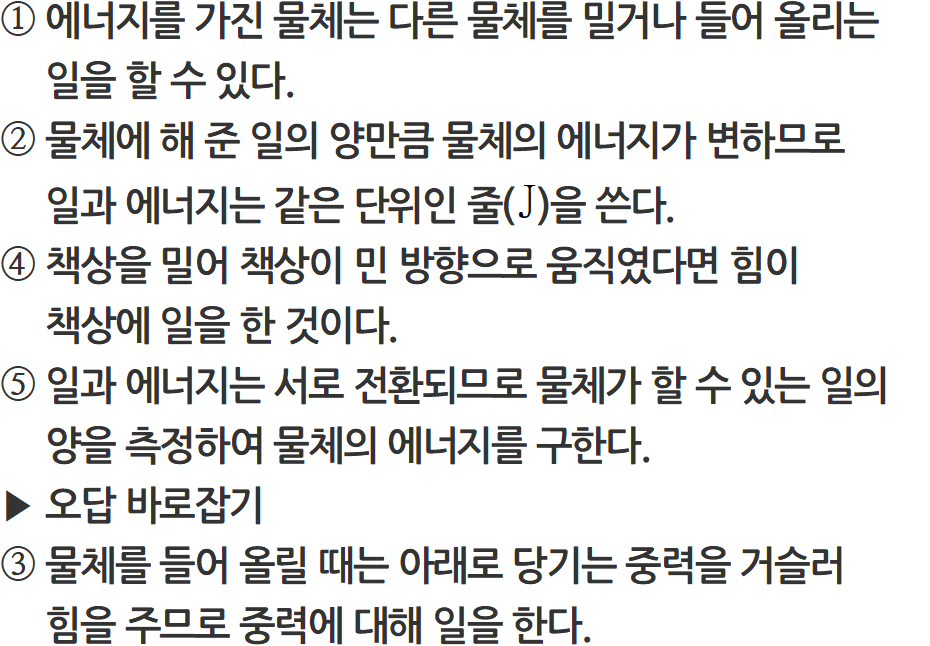 ① 에너지를 가진 물체는 다른 물체를 밀거나 들어 올리는
일을 할 수 있다.
② 물체에 해 준 일의 양만큼 물체의 에너지가 변하므로
일과 에너지는 같은 단위인 줄(J)을 쓴다.
④ 책상을 밀어 책상이 민 방향으로 움직였다면 힘이
책상에 일을 한 것이다.
⑤ 일과 에너지는 서로 전환되므로 물체가 할 수 있는 일의
양을 측정하여 물체의 에너지를 구한다.
▶ 오답 바로잡기
③ 물체를 들어 올릴 때는 아래로 당기는 중력을 거슬러
힘을 주므로 중력에 대해 일을 한다.